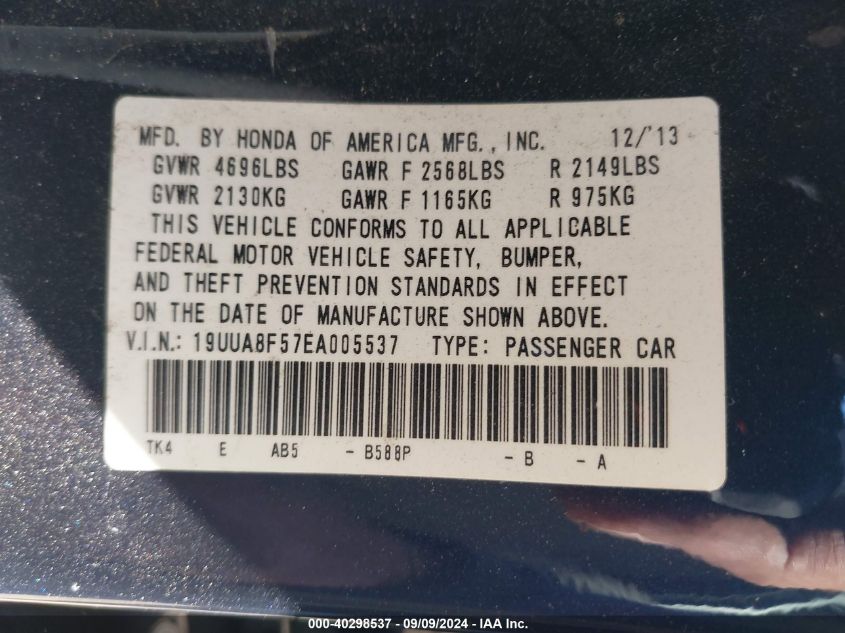 MFD. BY HONDA OF AMERICA MFG., INC. 12/'13
GVWR 4696LBS GAWR F 2568LBS R 2149LBS
GVWR 2130KG GAWR F 1165KG R 975KG
THIS VEHICLE CONFORMS TO ALL APPLICABLE
FEDERAL MOTOR VEHICLE SAFETY, BUMPER,
AND THEFT PREVENTION STANDARDS IN EFFECT
ON THE DATE OF MANUFACTURE SHOWN ABOVE.
V.I.N.: 19UUA8F57EA005537 TYPE: PASSENGER CAR
TK4 E AB5 - B588P - B - A
000-40298537 - 09/09/2024 - IAA Inc.